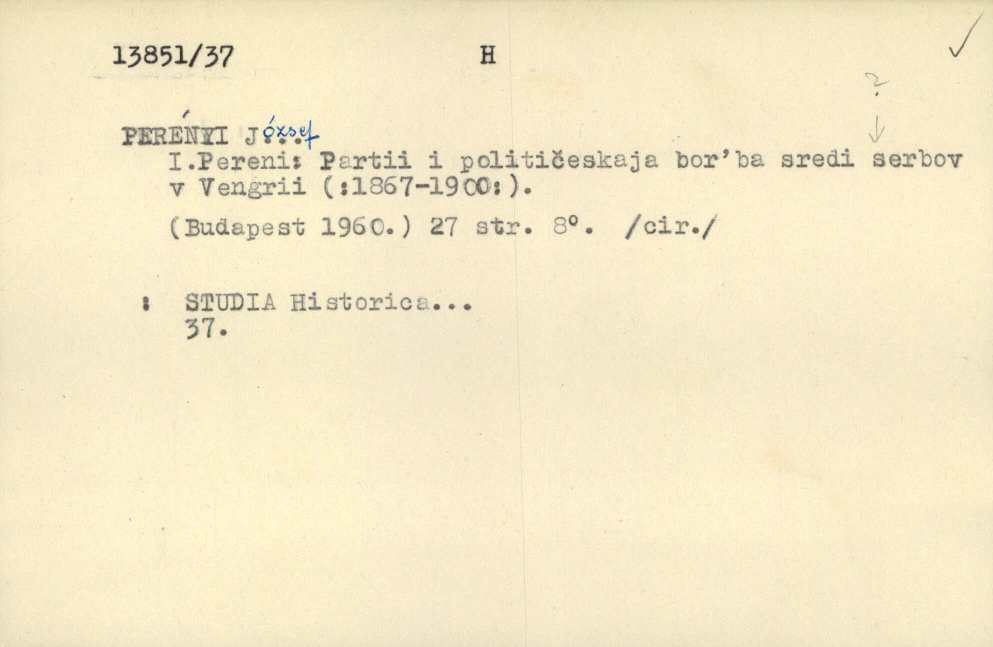 13851/37 H
?
PERÉNYI József
I.Pereni: Partii i političeskaja bor'ba sredi serbov
v Vengrii (:1867-1900:).
(Budapest 1960.) 27 str. 8°. /cir./
: STUDIA Historica...
37.